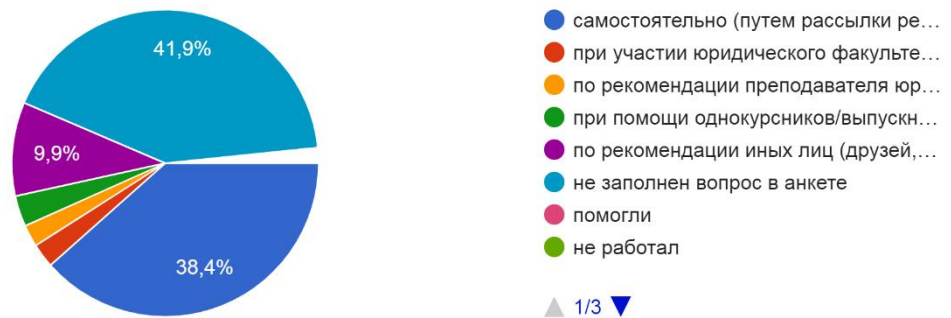 41,9%
9,9%
38,4%
самостоятельно (путем рассылки ре…
при участии юридического факульте…
по рекомендации преподавателя юр…
при помощи однокурсников/выпускн…
по рекомендации иных лиц (друзей,…
не заполнен вопрос в анкете
помогли
не работал
1/3